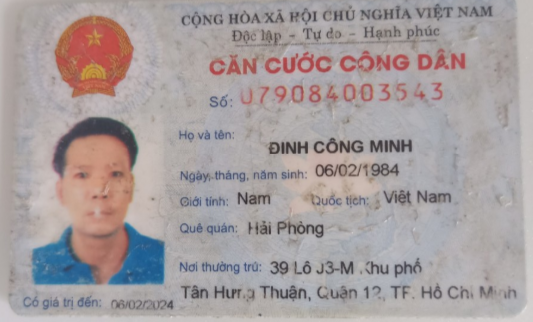 CỘNG HÒA XÃ HỘI CHỦ NGHĨA VIỆT NAM
Độc lập - Tự do - Hạnh phúc
CĂN CƯỚC CÔNG DÂN
Số: 079084003543
Họ và tên:
ĐINH CÔNG MINH
Ngày, tháng, năm sinh: 06/02/1984
Giới tính: Nam Quốc tịch: Việt Nam
Quê quán: Hải Phòng
Nơi thường trú: 39 Lô J3-M Khu phố
Tân Hưng Thuận, Quận 12, TP. Hồ Chí Minh
Có giá trị đến: 06/02/2024